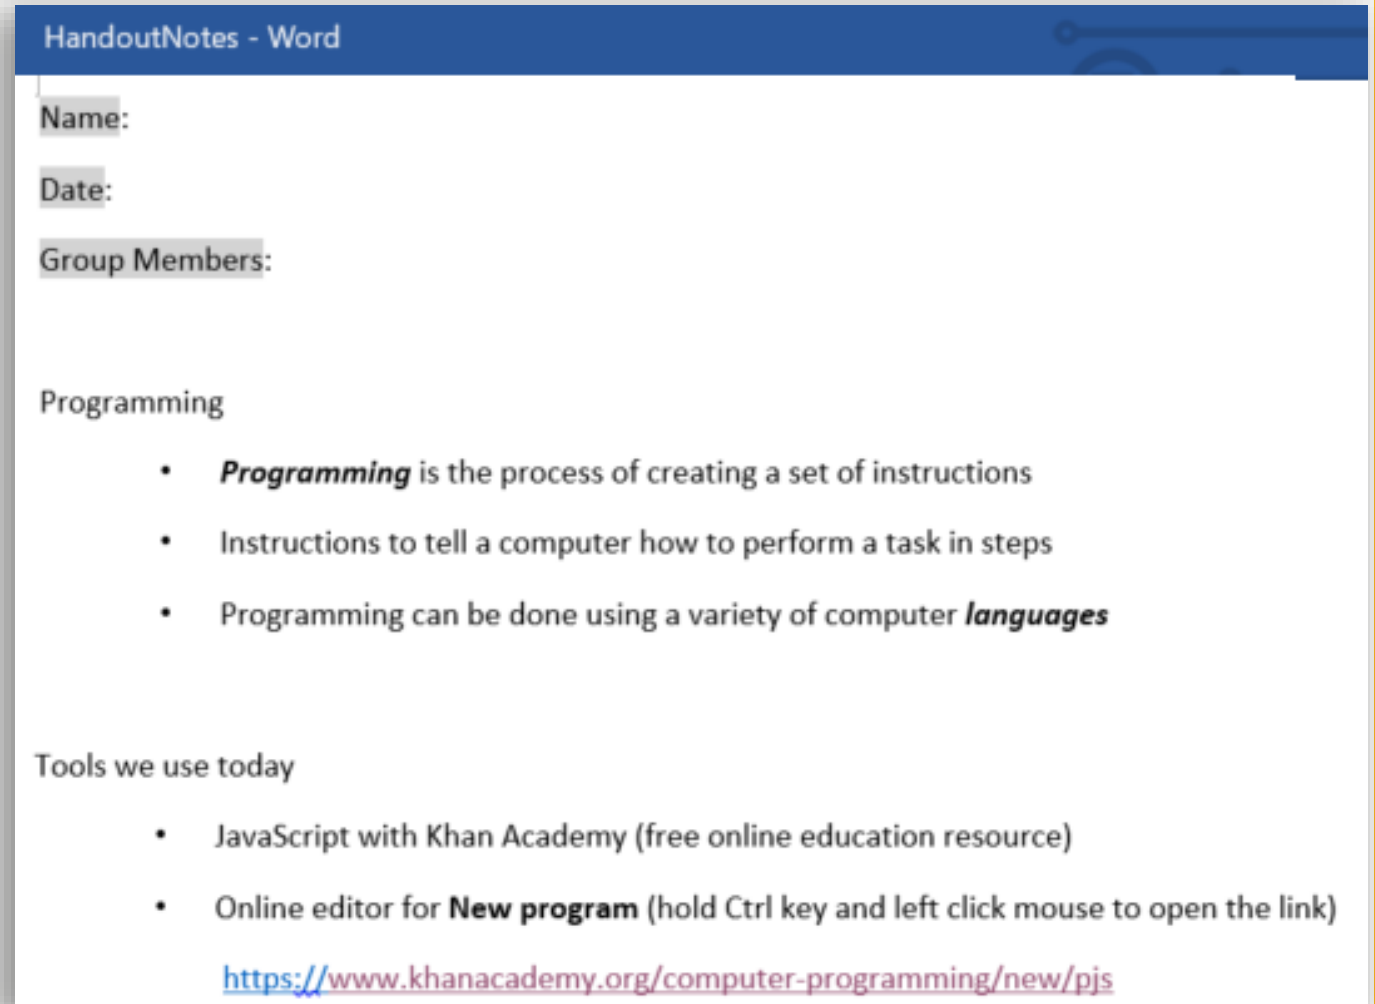 HandoutNotes - Word
Name:
Date:
Group Members:
Programming
• Programming is the process of creating a set of instructions
• Instructions to tell a computer how to perform a task in steps
• Programming can be done using a variety of computer languages
Tools we use today
• JavaScript with Khan Academy (free online education resource)
• Online editor for New program (hold Ctrl key and left click mouse to open the link)
https://www.khanacademy.org/computer-programming/new/pjs